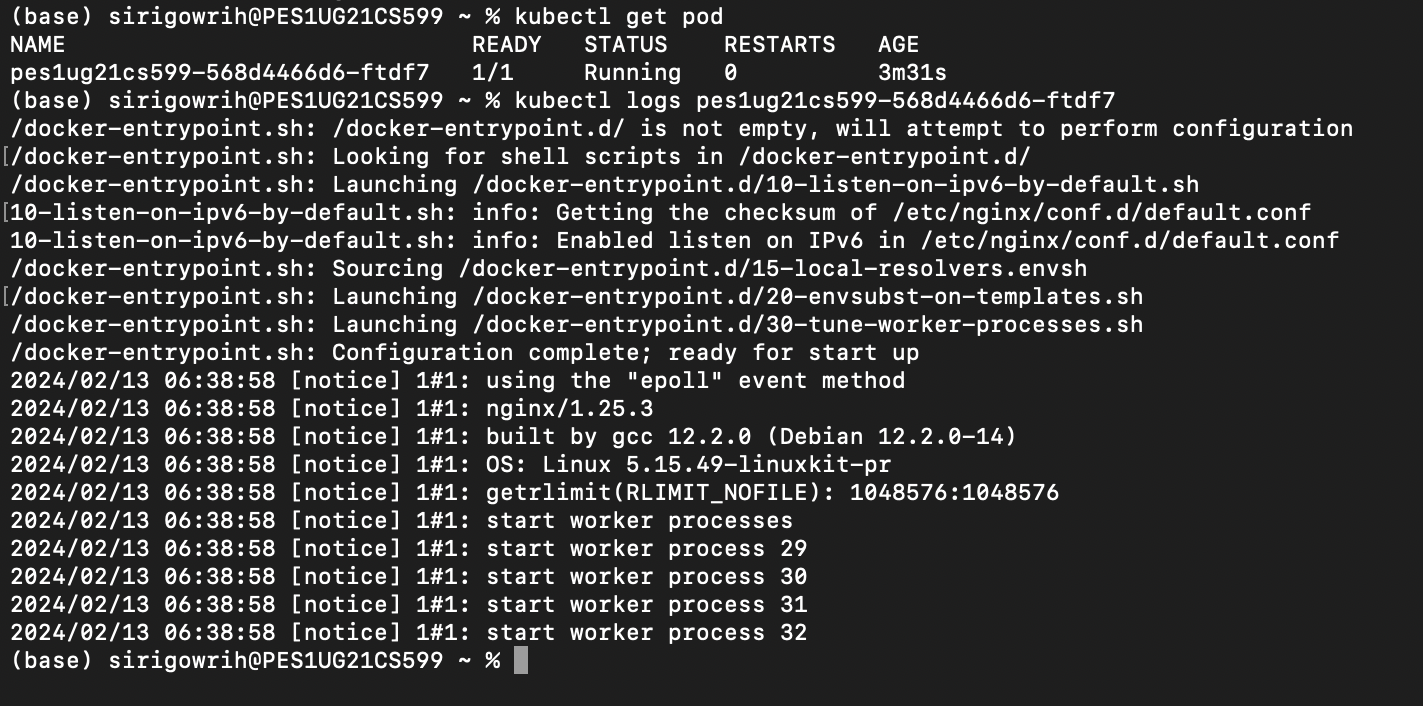 (base) sirigowrih@PES1UG21CS599 ~ % kubectl get pod
NAME                             READY   STATUS    RESTARTS   AGE
pes1ug21cs599-568d4466d6-ftdf7   1/1     Running   0          3m31s
(base) sirigowrih@PES1UG21CS599 ~ % kubectl logs pes1ug21cs599-568d4466d6-ftdf7
/docker-entrypoint.sh: /docker-entrypoint.d/ is not empty, will attempt to perform configuration
[/docker-entrypoint.sh: Looking for shell scripts in /docker-entrypoint.d/
/docker-entrypoint.sh: Launching /docker-entrypoint.d/10-listen-on-ipv6-by-default.sh
[10-listen-on-ipv6-by-default.sh: info: Getting the checksum of /etc/nginx/conf.d/default.conf
10-listen-on-ipv6-by-default.sh: info: Enabled listen on IPv6 in /etc/nginx/conf.d/default.conf
/docker-entrypoint.sh: Sourcing /docker-entrypoint.d/15-local-resolvers.envsh
[/docker-entrypoint.sh: Launching /docker-entrypoint.d/20-envsubst-on-templates.sh
/docker-entrypoint.sh: Launching /docker-entrypoint.d/30-tune-worker-processes.sh
/docker-entrypoint.sh: Configuration complete; ready for start up
2024/02/13 06:38:58 [notice] 1#1: using the "epoll" event method
2024/02/13 06:38:58 [notice] 1#1: nginx/1.25.3
2024/02/13 06:38:58 [notice] 1#1: built by gcc 12.2.0 (Debian 12.2.0-14)
2024/02/13 06:38:58 [notice] 1#1: OS: Linux 5.15.49-linuxkit-pr
2024/02/13 06:38:58 [notice] 1#1: getrlimit(RLIMIT_NOFILE): 1048576:1048576
2024/02/13 06:38:58 [notice] 1#1: start worker processes
2024/02/13 06:38:58 [notice] 1#1: start worker process 29
2024/02/13 06:38:58 [notice] 1#1: start worker process 30
2024/02/13 06:38:58 [notice] 1#1: start worker process 31
2024/02/13 06:38:58 [notice] 1#1: start worker process 32
(base) sirigowrih@PES1UG21CS599 ~ %